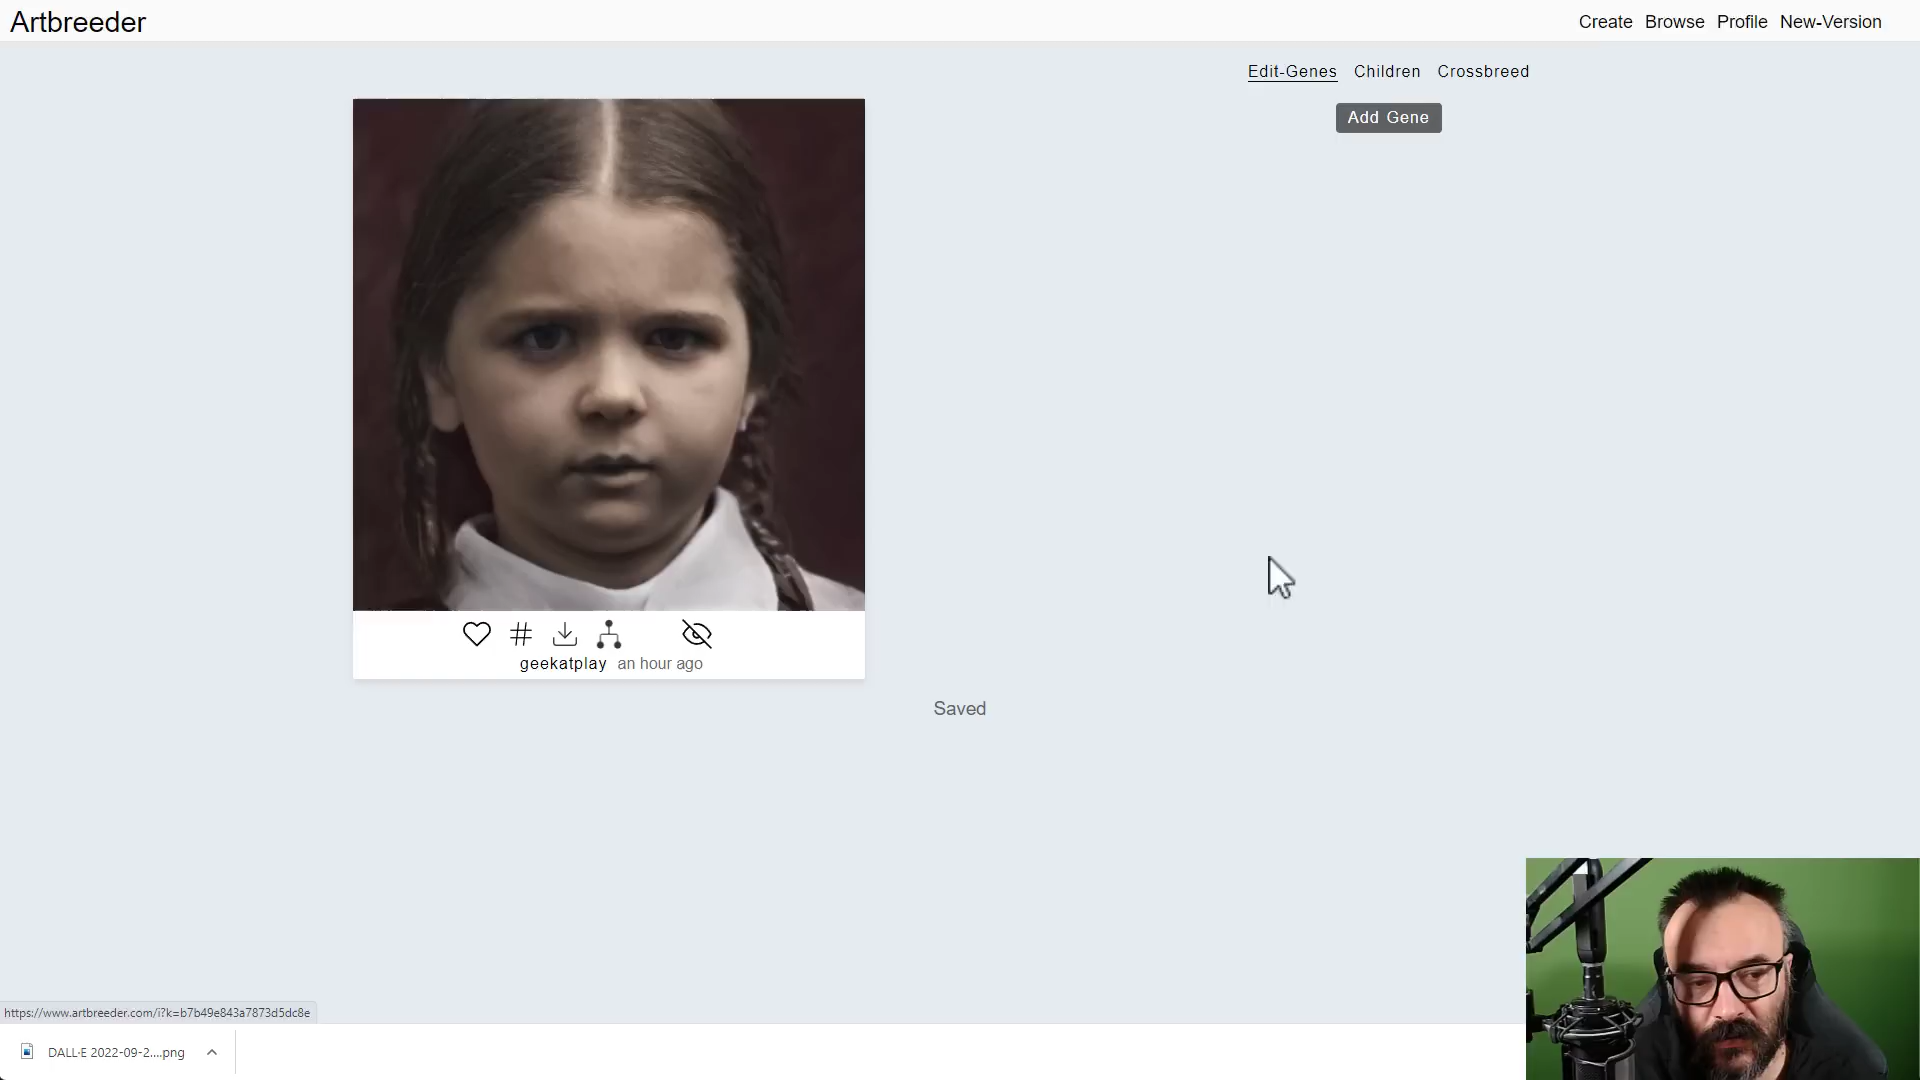 Artbreeder
Create Browse Profile New-Version
Edit-Genes Children Crossbreed
Add Gene
geekatplay an hour ago
Saved
https://www.artbreeder.com/i?k=b7b49e843a7873d5dc8e
DALL·E 2022-09-2....png